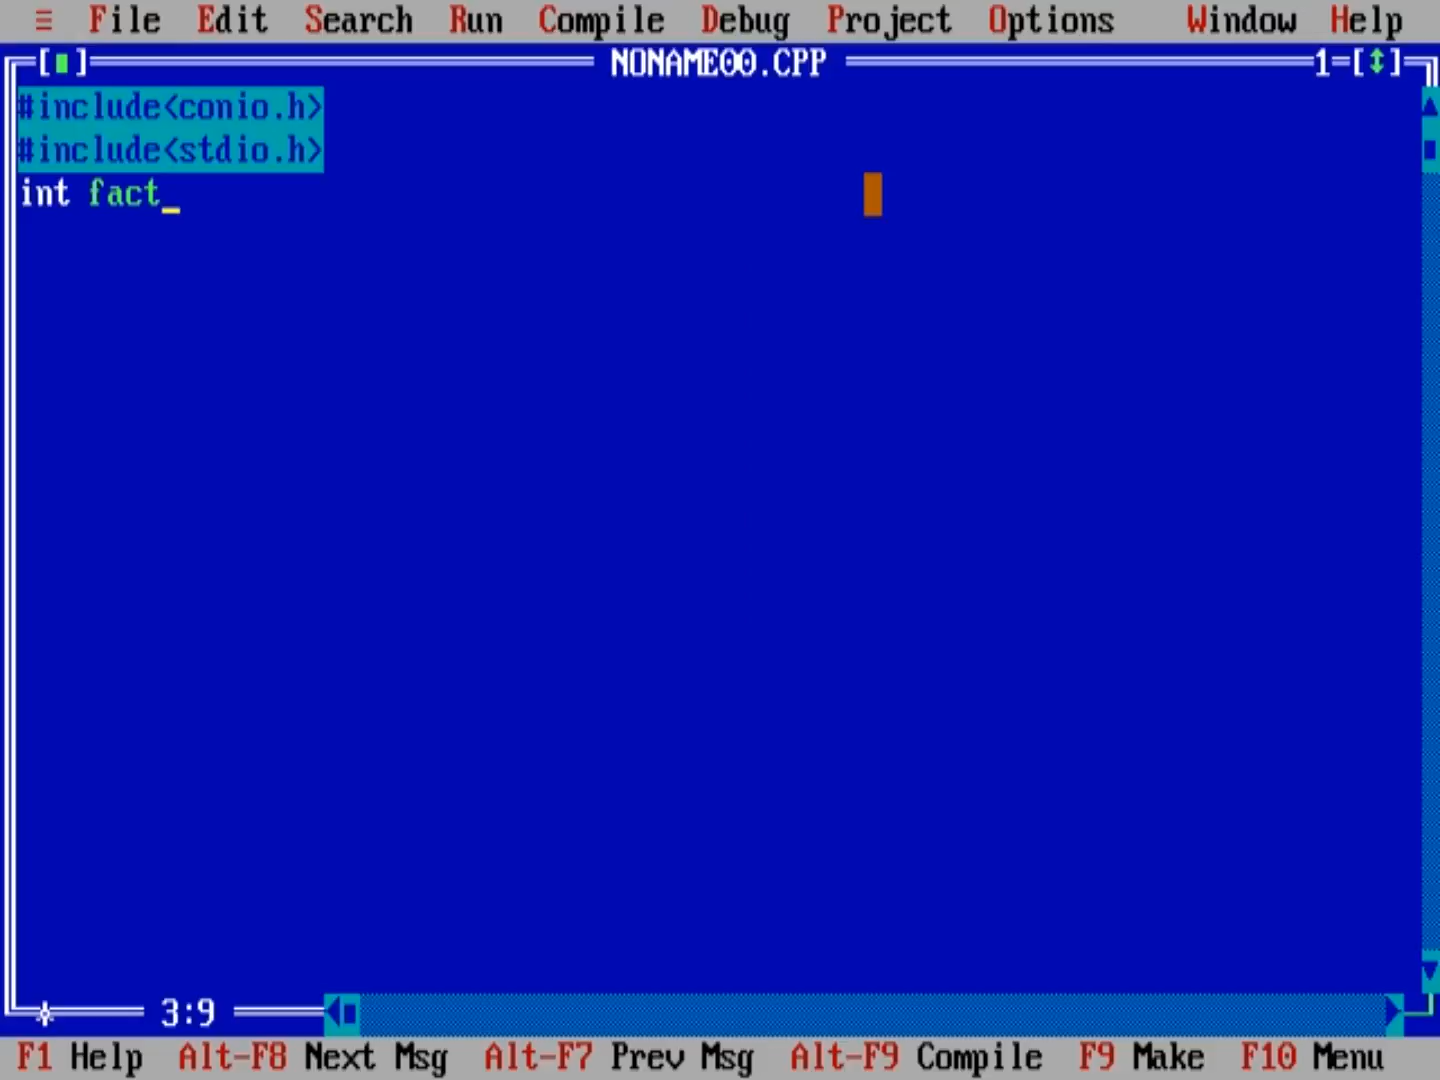 ≡ File Edit Search Run Compile Debug Project Options Window Help
[■] NONAME00.CPP 1=[↕]
#include<conio.h>
#include<stdio.h>
int fact_
3:9
F1 Help Alt-F8 Next Msg Alt-F7 Prev Msg Alt-F9 Compile F9 Make F10 Menu